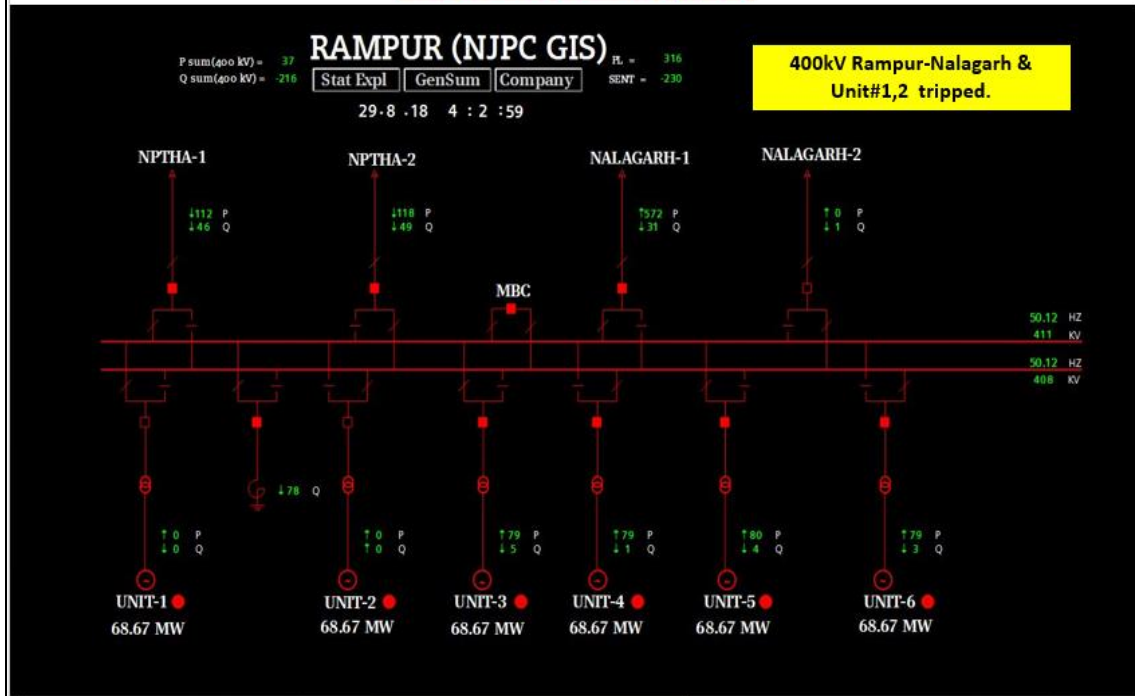 RAMPUR (NJPC GIS)
P sum(400 kV) = 37
Q sum(400 kV) = -216
PL = 316
SENT = -230
Stat Expl GenSum Company
29.8 .18 4 : 2 :59
400kV Rampur-Nalagarh &
Unit#1,2 tripped.
NPTHA-1 NPTHA-2 NALAGARH-1 NALAGARH-2
↓112 P ↓118 P ↑572 P ↑ 0 P
↓46 Q ↓49 Q ↓31 Q ↓ 1 Q
MBC
50.12 HZ
411 KV
50.12 HZ
408 KV
↓78 Q
↑ 0 P ↑ 0 P ↑79 P ↑79 P ↑80 P ↑79 P
↓ 0 Q ↑ 0 Q ↓ 5 Q ↓ 1 Q ↓ 4 Q ↓ 3 Q
UNIT-1 UNIT-2 UNIT-3 UNIT-4 UNIT-5 UNIT-6
68.67 MW 68.67 MW 68.67 MW 68.67 MW 68.67 MW 68.67 MW